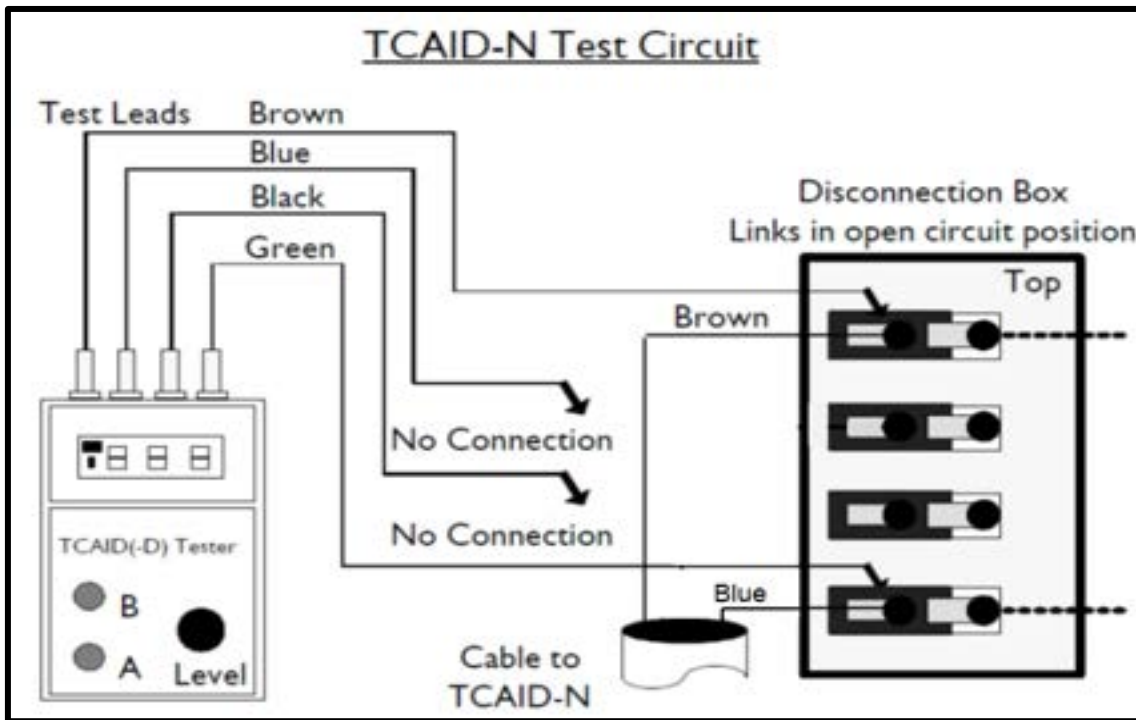 TCAID-N Test Circuit
Test Leads Brown
Blue
Black
Green
Disconnection Box
Links in open circuit position
Top
Brown
No Connection
No Connection
TCAID(-D) Tester
B
A
Level
Blue
Cable to
TCAID-N